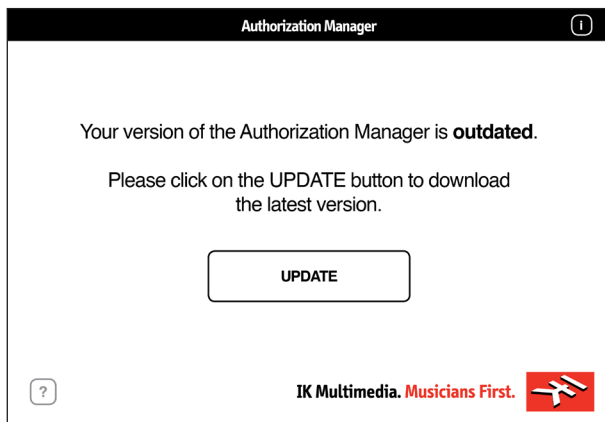 Authorization Manager
i
Your version of the Authorization Manager is outdated.
Please click on the UPDATE button to download
the latest version.
UPDATE
?
IK Multimedia. Musicians First.